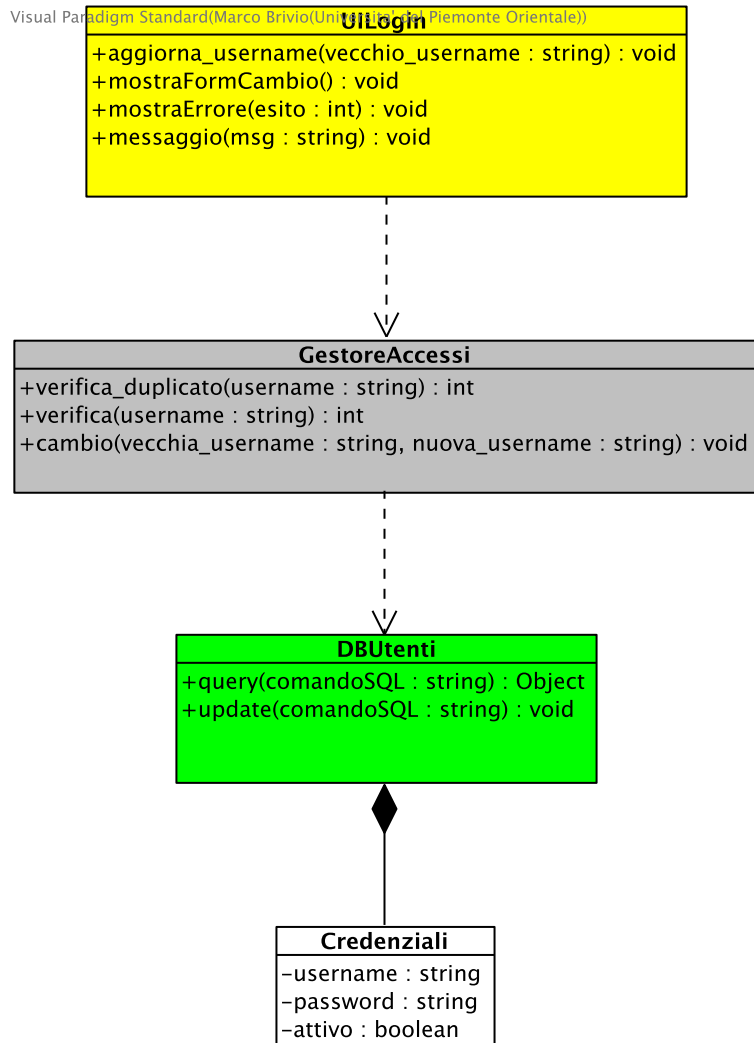 Visual Paradigm Standard(Marco Brivio(Universita' del Piemonte Orientale))
UILogin
+aggiorna_username(vecchio_username : string) : void
+mostraFormCambio() : void
+mostraErrore(esito : int) : void
+messaggio(msg : string) : void
GestoreAccessi
+verifica_duplicato(username : string) : int
+verifica(username : string) : int
+cambio(vecchia_username : string, nuova_username : string) : void
DBUtenti
+query(comandoSQL : string) : Object
+update(comandoSQL : string) : void
Credenziali
-username : string
-password : string
-attivo : boolean